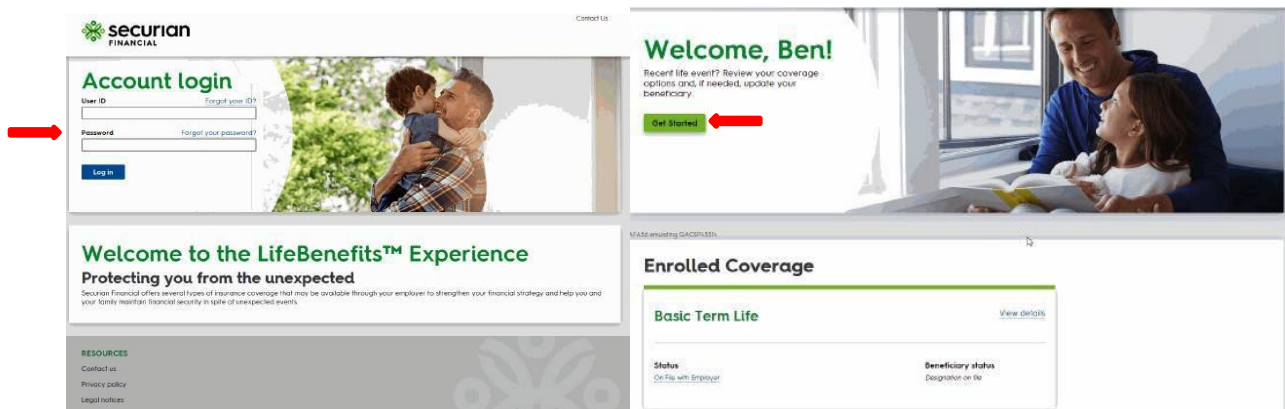 Contact Us
securian
FINANCIAL
Account login
User ID Forgot your ID?
Password Forgot your password?
Log in
Welcome to the LifeBenefits™ Experience
Protecting you from the unexpected
Securian Financial offers several types of insurance coverage that may be available through your employer to strengthen your financial strategy and help you and
your family maintain financial security in spite of unexpected events.
RESOURCES
Contact us
Privacy policy
Legal notices
Welcome, Ben!
Recent life event? Review your coverage
options and, if needed, update your
beneficiary.
Get Started
emulating
Enrolled Coverage
Basic Term Life View details
Status Beneficiary status
On File with Employer Designation on file